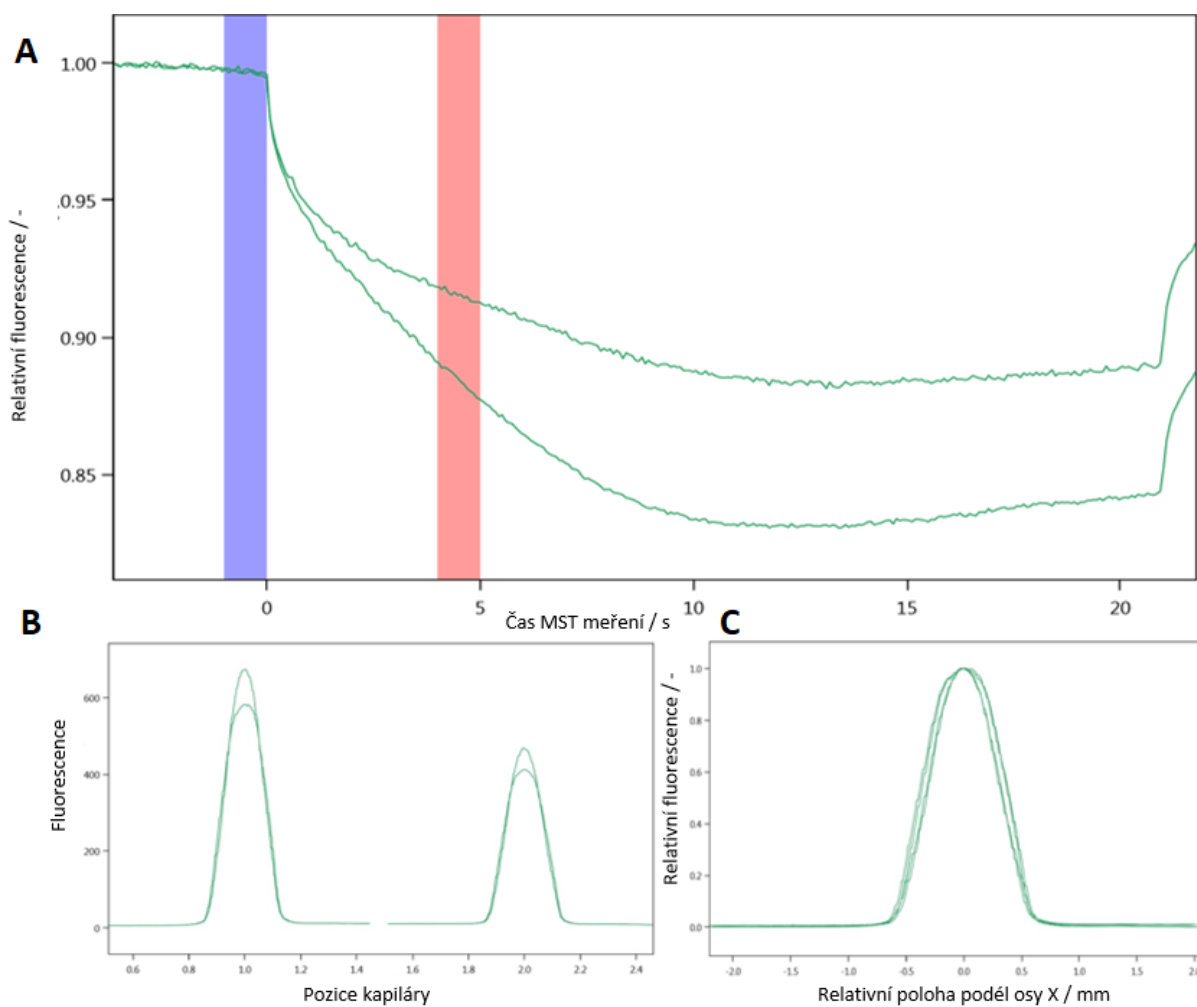 A
1.00
0.95
0.90
0.85
Relativní fluorescence / -
0 5 10 15 20
Čas MST meření / s
B
600
400
200
0
Fluorescence
0.6 0.8 1.0 1.2 1.4 1.6 1.8 2.0 2.2 2.4
Pozice kapiláry
C
1.0
0.8
0.6
0.4
0.2
0.0
Relativní fluorescence / -
-2.0 -1.5 -1.0 -0.5 0.0 0.5 1.0 1.5 2.0
Relativní poloha podél osy X / mm